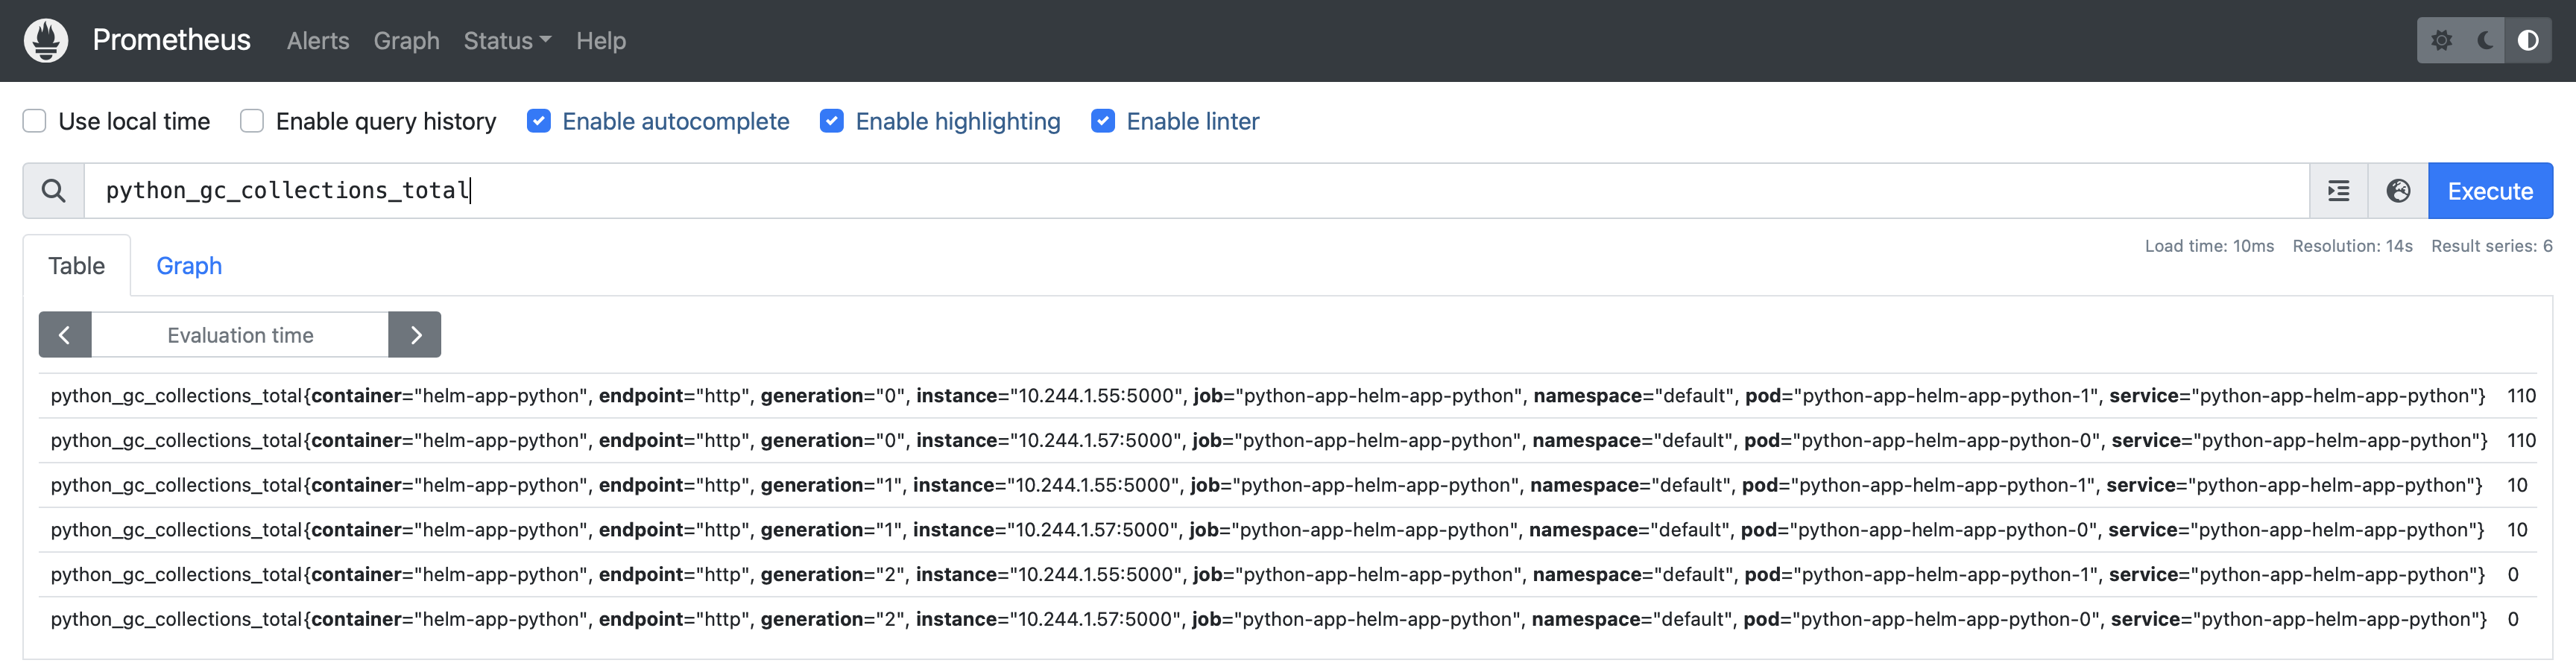 Prometheus Alerts Graph Status Help
Use local time Enable query history Enable autocomplete Enable highlighting Enable linter
python_gc_collections_total Execute
Table Graph Load time: 10ms Resolution: 14s Result series: 6
Evaluation time
python_gc_collections_total{container="helm-app-python", endpoint="http", generation="0", instance="10.244.1.55:5000", job="python-app-helm-app-python", namespace="default", pod="python-app-helm-app-python-1", service="python-app-helm-app-python"} 110
python_gc_collections_total{container="helm-app-python", endpoint="http", generation="0", instance="10.244.1.57:5000", job="python-app-helm-app-python", namespace="default", pod="python-app-helm-app-python-0", service="python-app-helm-app-python"} 110
python_gc_collections_total{container="helm-app-python", endpoint="http", generation="1", instance="10.244.1.55:5000", job="python-app-helm-app-python", namespace="default", pod="python-app-helm-app-python-1", service="python-app-helm-app-python"} 10
python_gc_collections_total{container="helm-app-python", endpoint="http", generation="1", instance="10.244.1.57:5000", job="python-app-helm-app-python", namespace="default", pod="python-app-helm-app-python-0", service="python-app-helm-app-python"} 10
python_gc_collections_total{container="helm-app-python", endpoint="http", generation="2", instance="10.244.1.55:5000", job="python-app-helm-app-python", namespace="default", pod="python-app-helm-app-python-1", service="python-app-helm-app-python"} 0
python_gc_collections_total{container="helm-app-python", endpoint="http", generation="2", instance="10.244.1.57:5000", job="python-app-helm-app-python", namespace="default", pod="python-app-helm-app-python-0", service="python-app-helm-app-python"} 0